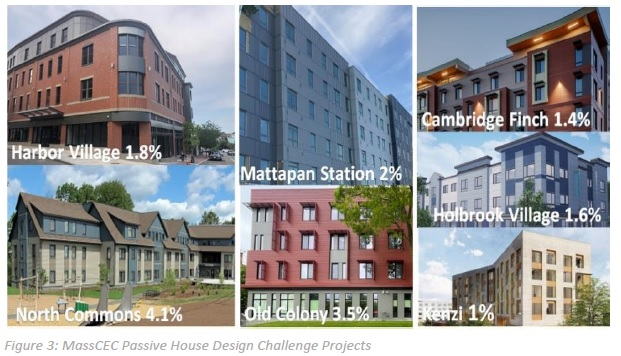 Harbor Village 1.8%
Mattapan Station 2%
Cambridge Finch 1.4%
Holbrook Village 1.6%
North Commons 4.1%
Old Colony 3.5%
Kenzi 1%
Figure 3: MassCEC Passive House Design Challenge Projects